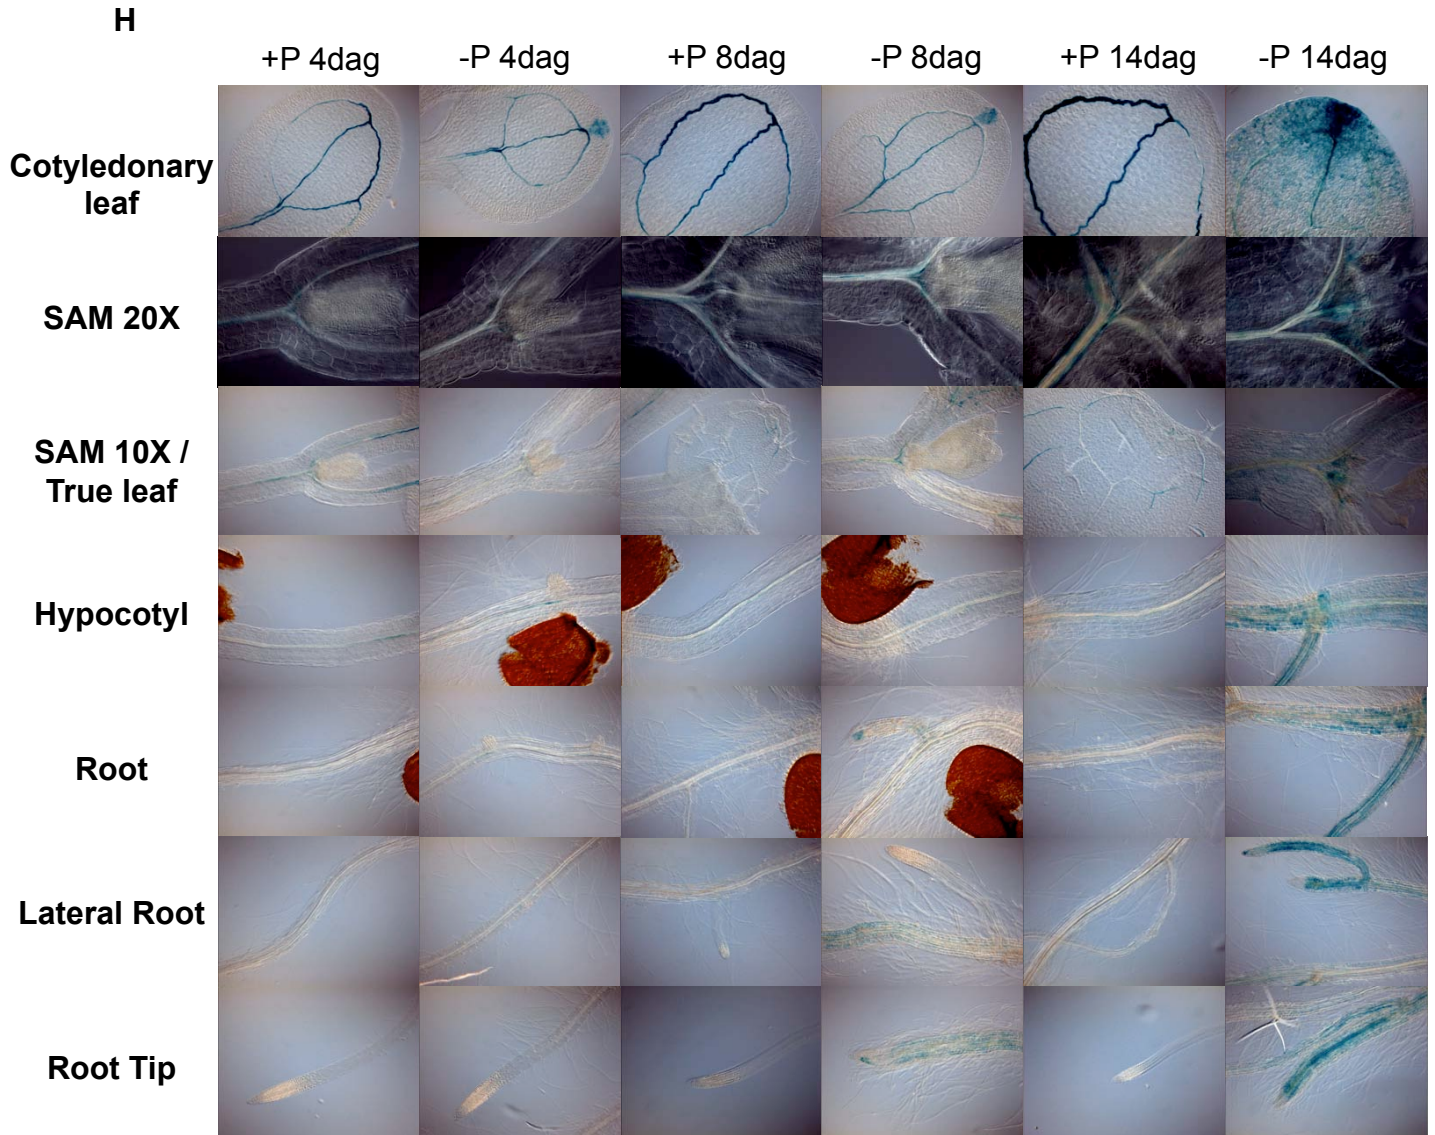 H
+P 4dag
-P 4dag
+P 8dag
-P 8dag
+P 14dag
-P 14dag
Cotyledonary
leaf
SAM 20X
SAM 10X /
True leaf
Hypocotyl
Root
Lateral Root
Root Tip